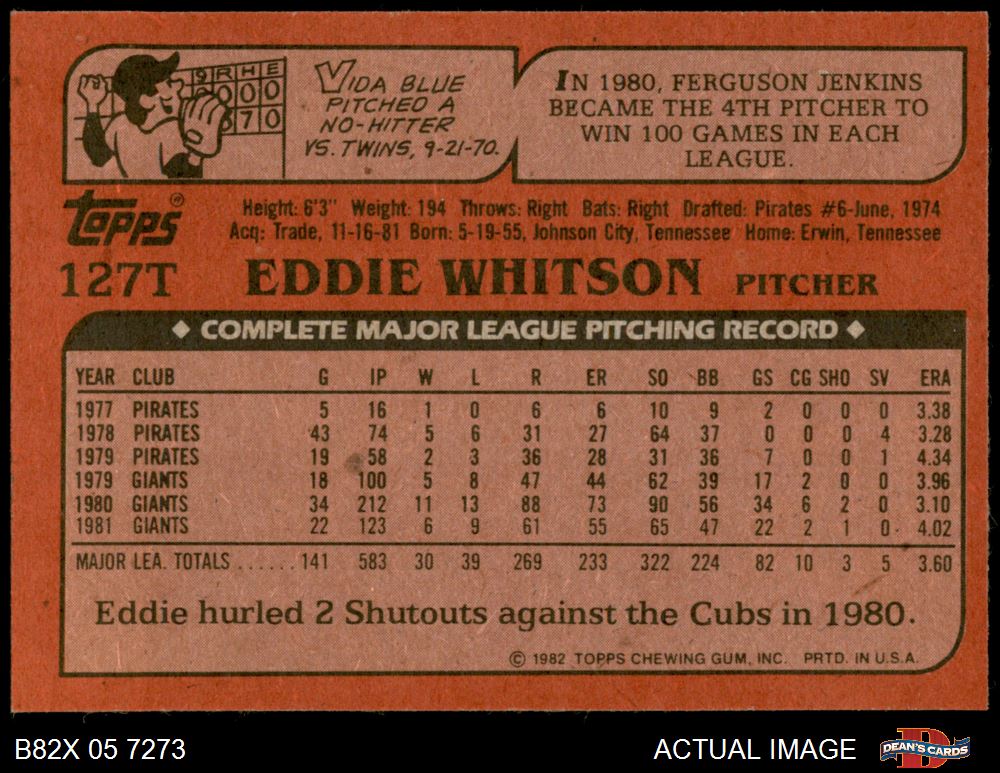 9 R H E
0 0 0
6 7 0
VIDA BLUE
PITCHED A
NO-HITTER
VS. TWINS, 9-21-70.
IN 1980, FERGUSON JENKINS
BECAME THE 4TH PITCHER TO
WIN 100 GAMES IN EACH
LEAGUE.
topps®
Height: 6'3" Weight: 194 Throws: Right Bats: Right Drafted: Pirates #6-June, 1974
Acq: Trade, 11-16-81 Born: 5-19-55, Johnson City, Tennessee Home: Erwin, Tennessee
127T EDDIE WHITSON PITCHER
◆ COMPLETE MAJOR LEAGUE PITCHING RECORD ◆
YEAR CLUB G IP W L R ER SO BB GS CG SHO SV ERA
1977 PIRATES 5 16 1 0 6 6 10 9 2 0 0 0 3.38
1978 PIRATES 43 74 5 6 31 27 64 37 0 0 0 4 3.28
1979 PIRATES 19 58 2 3 36 28 31 36 7 0 0 1 4.34
1979 GIANTS 18 100 5 8 47 44 62 39 17 2 0 0 3.96
1980 GIANTS 34 212 11 13 88 73 90 56 34 6 2 0 3.10
1981 GIANTS 22 123 6 9 61 55 65 47 22 2 1 0 4.02
MAJOR LEA. TOTALS ...... 141 583 30 39 269 233 322 224 82 10 3 5 3.60
Eddie hurled 2 Shutouts against the Cubs in 1980.
© 1982 TOPPS CHEWING GUM, INC. PRTD. IN U.S.A.
B82X 05 7273
ACTUAL IMAGE
DEAN'S CARDS